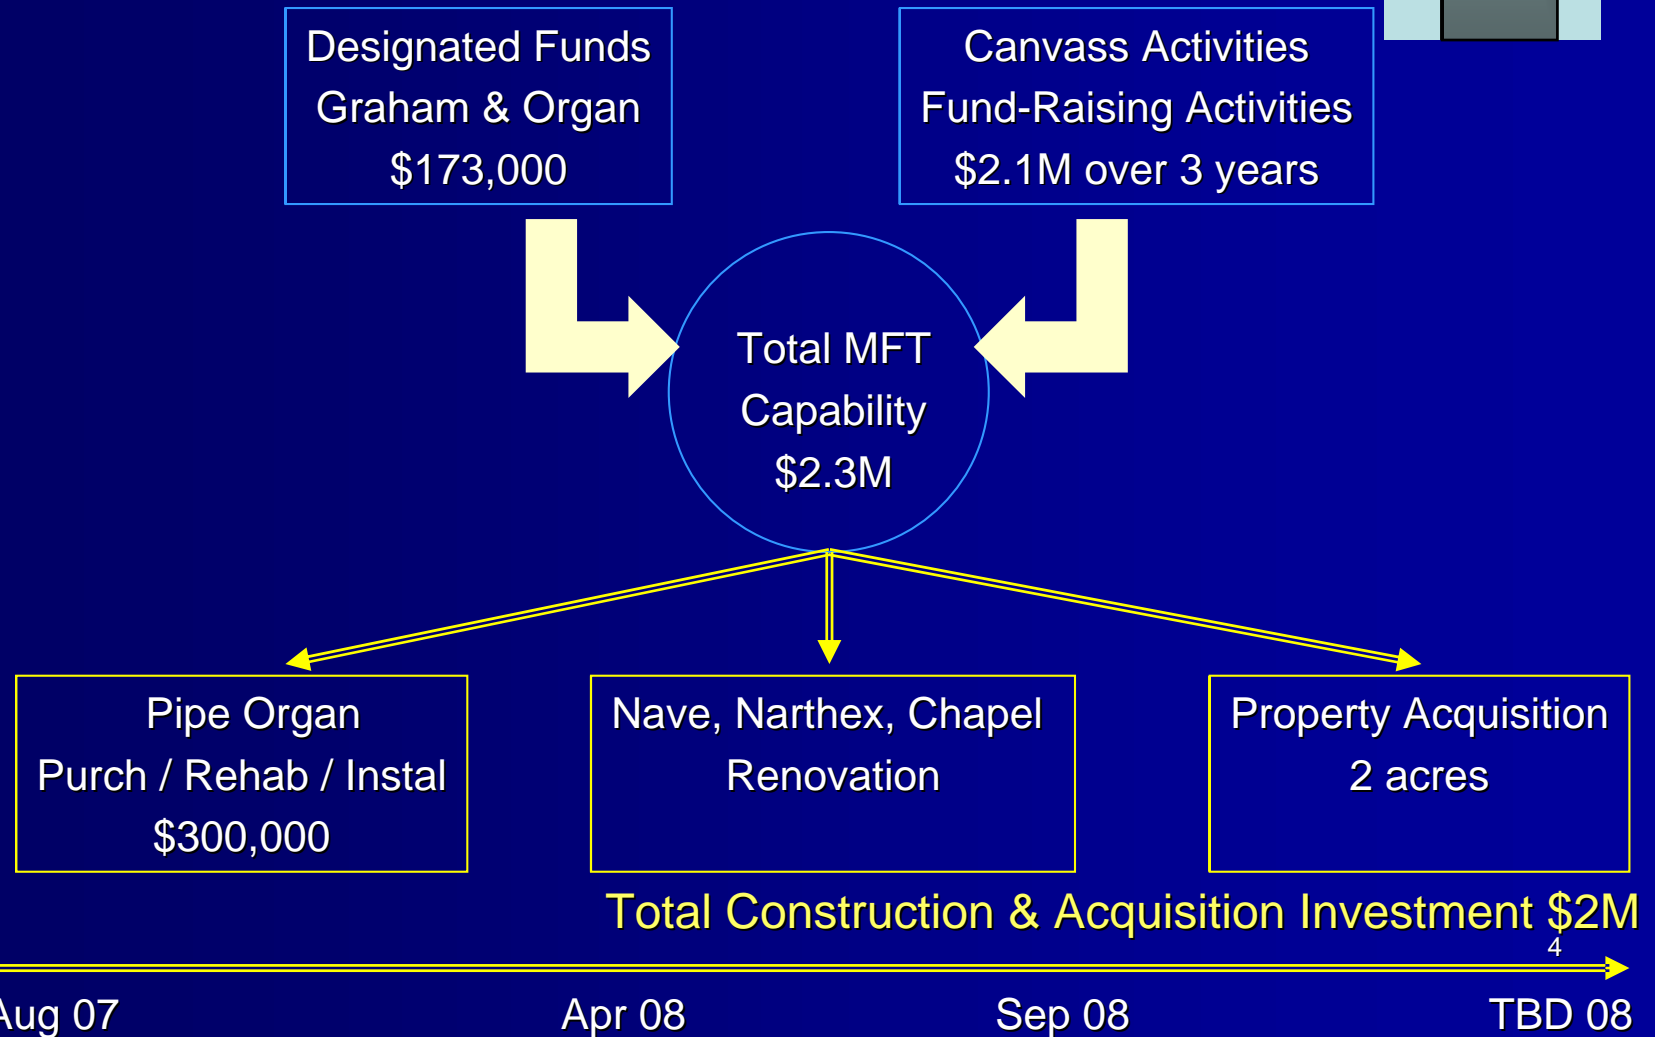 Designated Funds
Graham & Organ
$173,000
Canvass Activities
Fund-Raising Activities
$2.1M over 3 years
Total MFT
Capability
$2.3M
Pipe Organ
Purch / Rehab / Instal
$300,000
Nave, Narthex, Chapel
Renovation
Property Acquisition
2 acres
Total Construction & Acquisition Investment $2M
4
Aug 07
Apr 08
Sep 08
TBD 08